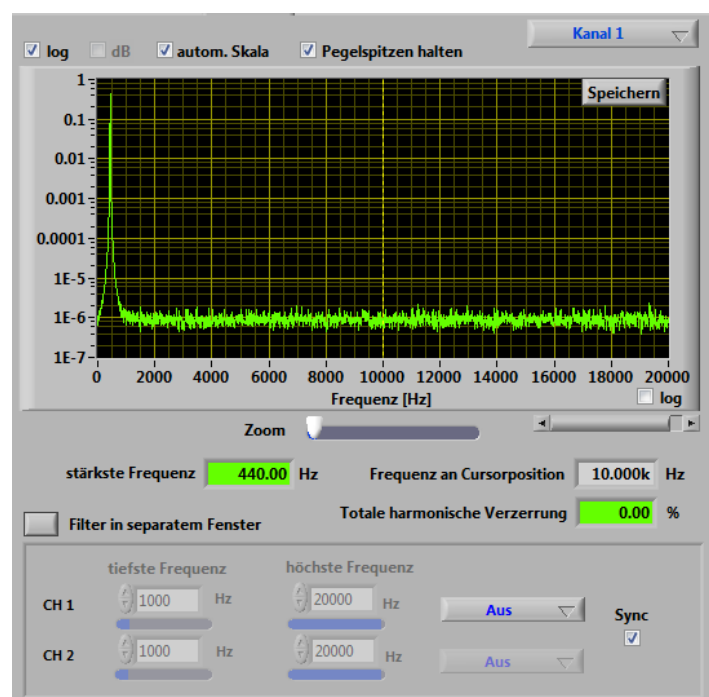 Kanal 1
log dB autom. Skala Pegelspitzen halten
Speichern
1
0.1
0.01
0.001
0.0001
1E-5
1E-6
1E-7
0 2000 4000 6000 8000 10000 12000 14000 16000 18000 20000
Frequenz [Hz]
log
Zoom
stärkste Frequenz 440.00 Hz Frequenz an Cursorposition 10.000k Hz
Filter in separatem Fenster Totale harmonische Verzerrung 0.00 %
tiefste Frequenz höchste Frequenz
CH 1 1000 Hz 20000 Hz Aus Sync
CH 2 1000 Hz 20000 Hz Aus